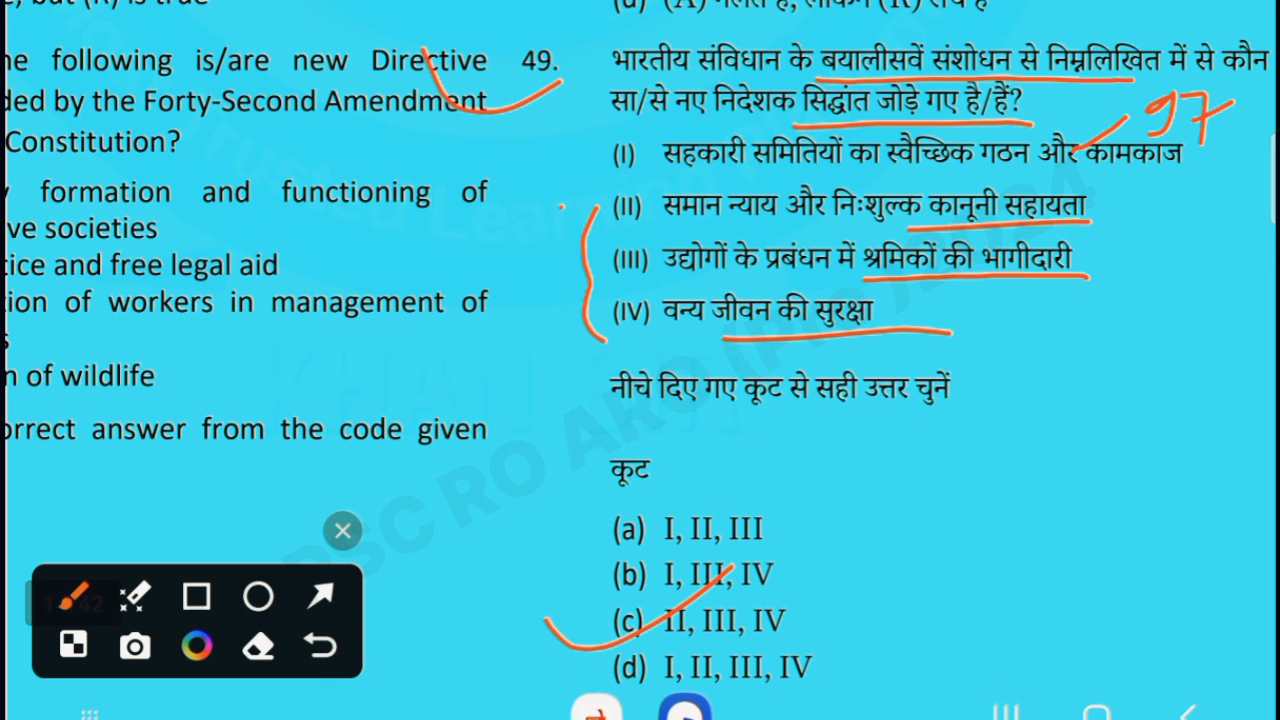 e, but (R) is true
(d) (A) गलत है, लेकिन (R) सच है
he following is/are new Directive
ded by the Forty-Second Amendment
Constitution?
y formation and functioning of
ve societies
tice and free legal aid
ion of workers in management of
s
n of wildlife
orrect answer from the code given
49. भारतीय संविधान के बयालीसवें संशोधन से निम्नलिखित में से कौन
सा/से नए निदेशक सिद्धांत जोड़े गए है/हैं?
97
(I) सहकारी समितियों का स्वैच्छिक गठन और कामकाज
(II) समान न्याय और निःशुल्क कानूनी सहायता
(III) उद्योगों के प्रबंधन में श्रमिकों की भागीदारी
(IV) वन्य जीवन की सुरक्षा
नीचे दिए गए कूट से सही उत्तर चुनें
कूट
(a) I, II, III
(b) I, III, IV
(c) II, III, IV
(d) I, II, III, IV